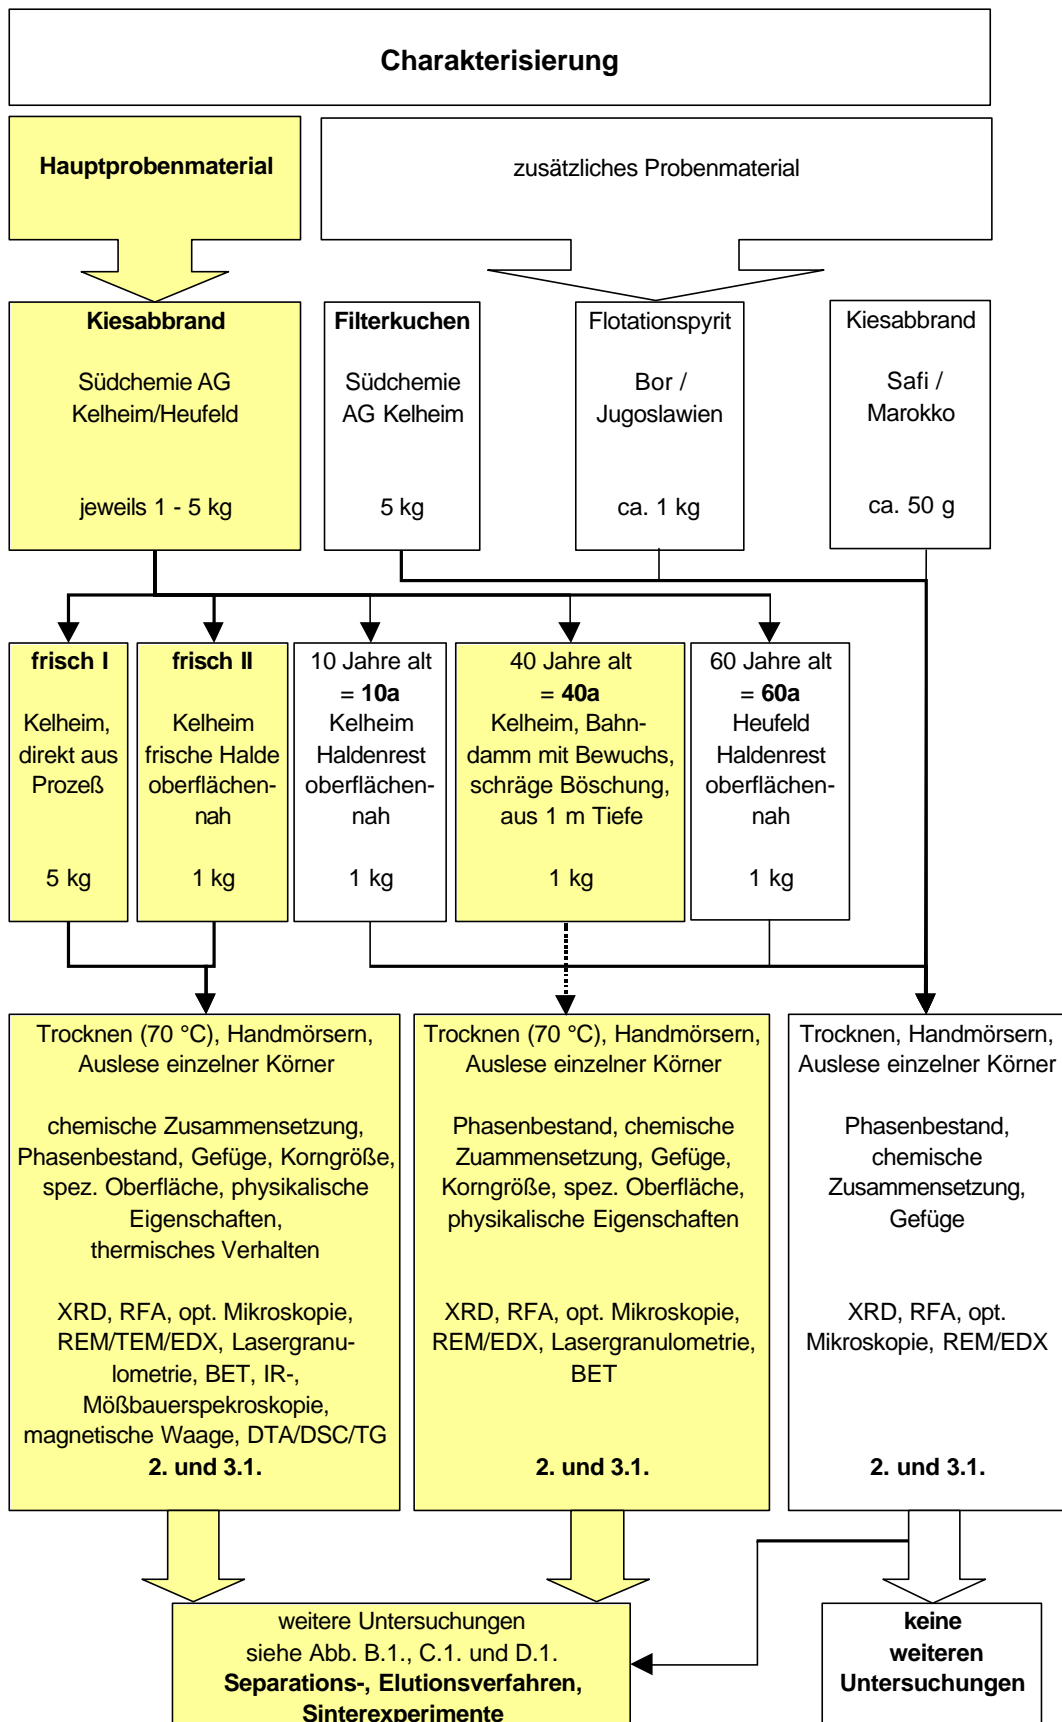 Charakterisierung
Hauptprobenmaterial
zusätzliches Probenmaterial
Kiesabbrand
Südchemie AG
Kelheim/Heufeld
jeweils 1 - 5 kg
Filterkuchen
Südchemie
AG Kelheim
5 kg
Flotationspyrit
Bor /
Jugoslawien
ca. 1 kg
Kiesabbrand
Safi /
Marokko
ca. 50 g
frisch I
Kelheim,
direkt aus
Prozeß
5 kg
frisch II
Kelheim
frische Halde
oberflächen-
nah
1 kg
10 Jahre alt
= 10a
Kelheim
Haldenrest
oberflächen-
nah
1 kg
40 Jahre alt
= 40a
Kelheim, Bahn-
damm mit Bewuchs,
schräge Böschung,
aus 1 m Tiefe
1 kg
60 Jahre alt
= 60a
Heufeld
Haldenrest
oberflächen-
nah
1 kg
Trocknen (70 °C), Handmörsern,
Auslese einzelner Körner
chemische Zusammensetzung,
Phasenbestand, Gefüge, Korngröße,
spez. Oberfläche, physikalische
Eigenschaften,
thermisches Verhalten
XRD, RFA, opt. Mikroskopie,
REM/TEM/EDX, Lasergranu-
lometrie, BET, IR-,
Mößbauerspekroskopie,
magnetische Waage, DTA/DSC/TG
2. und 3.1.
Trocknen (70 °C), Handmörsern,
Auslese einzelner Körner
Phasenbestand, chemische
Zuammensetzung, Gefüge,
Korngröße, spez. Oberfläche,
physikalische Eigenschaften
XRD, RFA, opt. Mikroskopie,
REM/EDX, Lasergranulometrie,
BET
2. und 3.1.
Trocknen, Handmörsern,
Auslese einzelner Körner
Phasenbestand,
chemische
Zusammensetzung,
Gefüge
XRD, RFA, opt.
Mikroskopie, REM/EDX
2. und 3.1.
weitere Untersuchungen
siehe Abb. B.1., C.1. und D.1.
Separations-, Elutionsverfahren,
Sinterexperimente
keine
weiteren
Untersuchungen